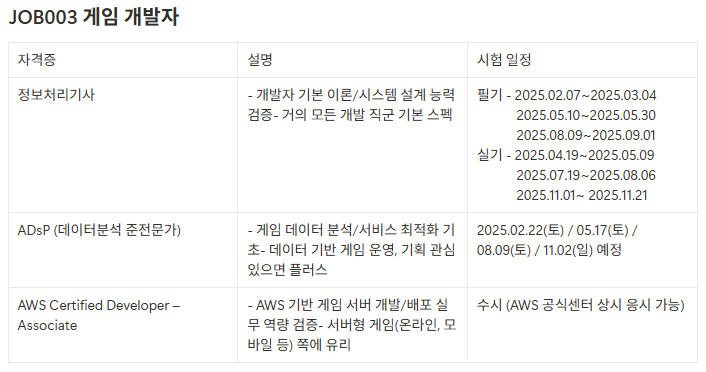 JOB003 게임 개발자
자격증 설명 시험 일정
정보처리기사
- 개발자 기본 이론/시스템 설계 능력
검증- 거의 모든 개발 직군 기본 스펙
필기 - 2025.02.07~2025.03.04
2025.05.10~2025.05.30
2025.08.09~2025.09.01
실기 - 2025.04.19~2025.05.09
2025.07.19~2025.08.06
2025.11.01~ 2025.11.21
ADsP (데이터분석 준전문가)
- 게임 데이터 분석/서비스 최적화 기
초- 데이터 기반 게임 운영, 기획 관심
있으면 플러스
2025.02.22(토) / 05.17(토) /
08.09(토) / 11.02(일) 예정
AWS Certified Developer –
Associate
- AWS 기반 게임 서버 개발/배포 실
무 역량 검증- 서버형 게임(온라인, 모
바일 등) 쪽에 유리
수시 (AWS 공식센터 상시 응시 가능)